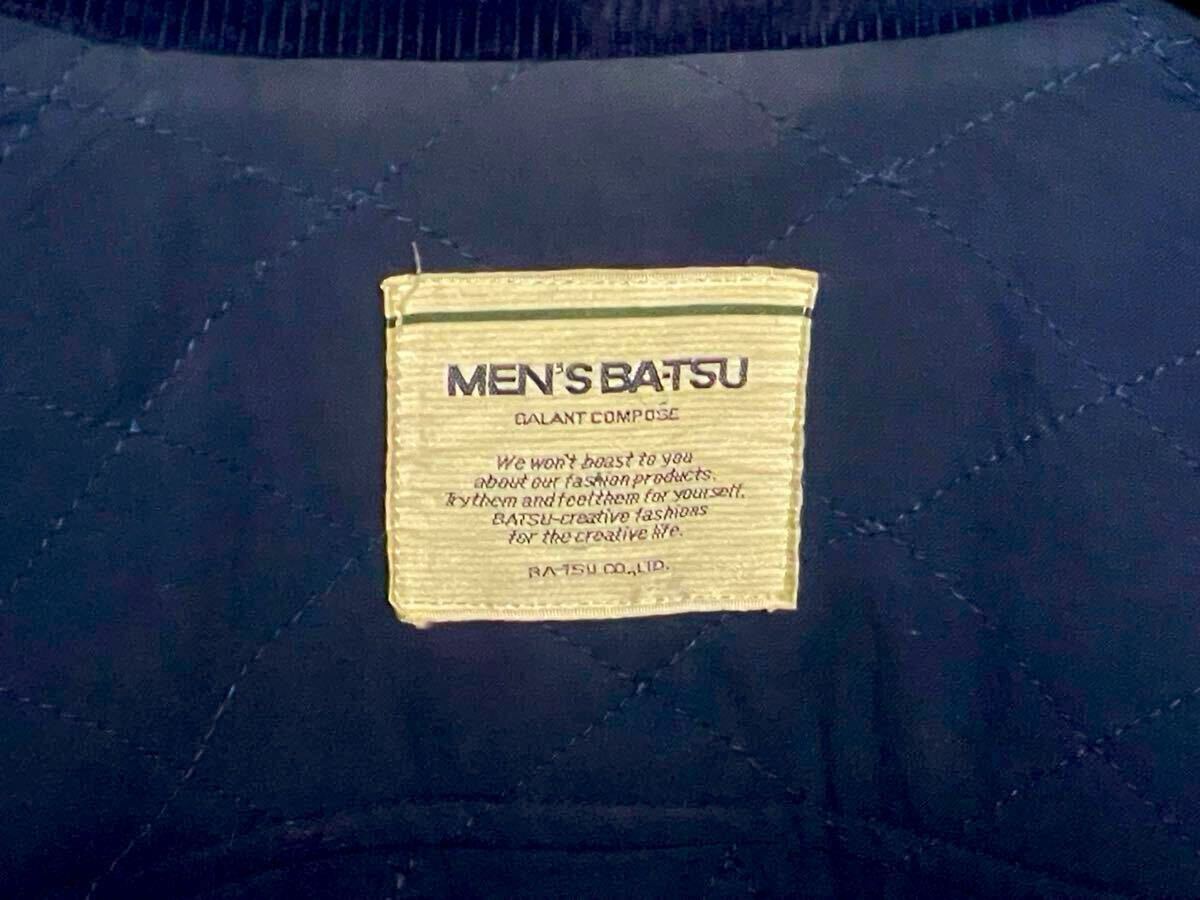 MEN'S BA-TSU
GALANT COMPOSE
We won't boast to you
about our fashion products.
Try them and feel them for yourself.
BATSU-creative fashions
for the creative life.
BA-TSU CO.,LTD.